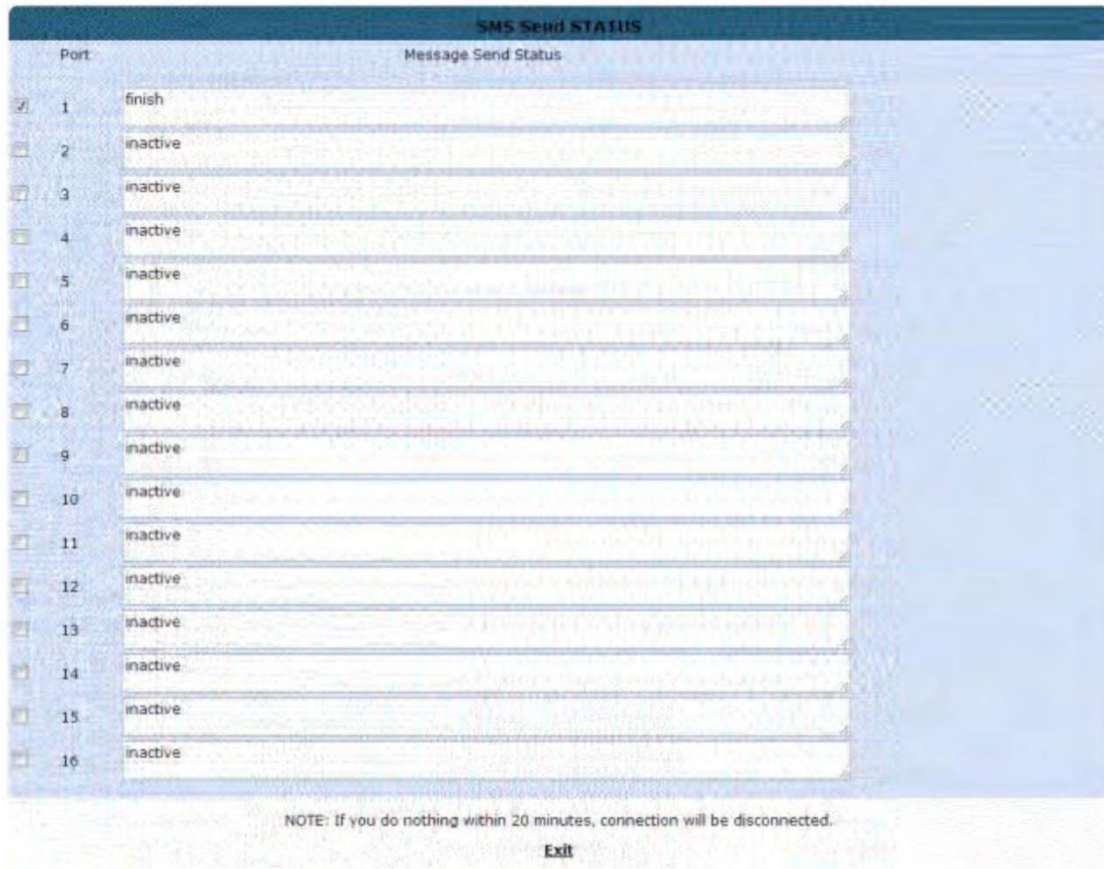 SMS Send STATUS
Port Message Send Status
1 finish
2 inactive
3 inactive
4 inactive
5 inactive
6 inactive
7 inactive
8 inactive
9 inactive
10 inactive
11 inactive
12 inactive
13 inactive
14 inactive
15 inactive
16 inactive
NOTE: If you do nothing within 20 minutes, connection will be disconnected.
Exit